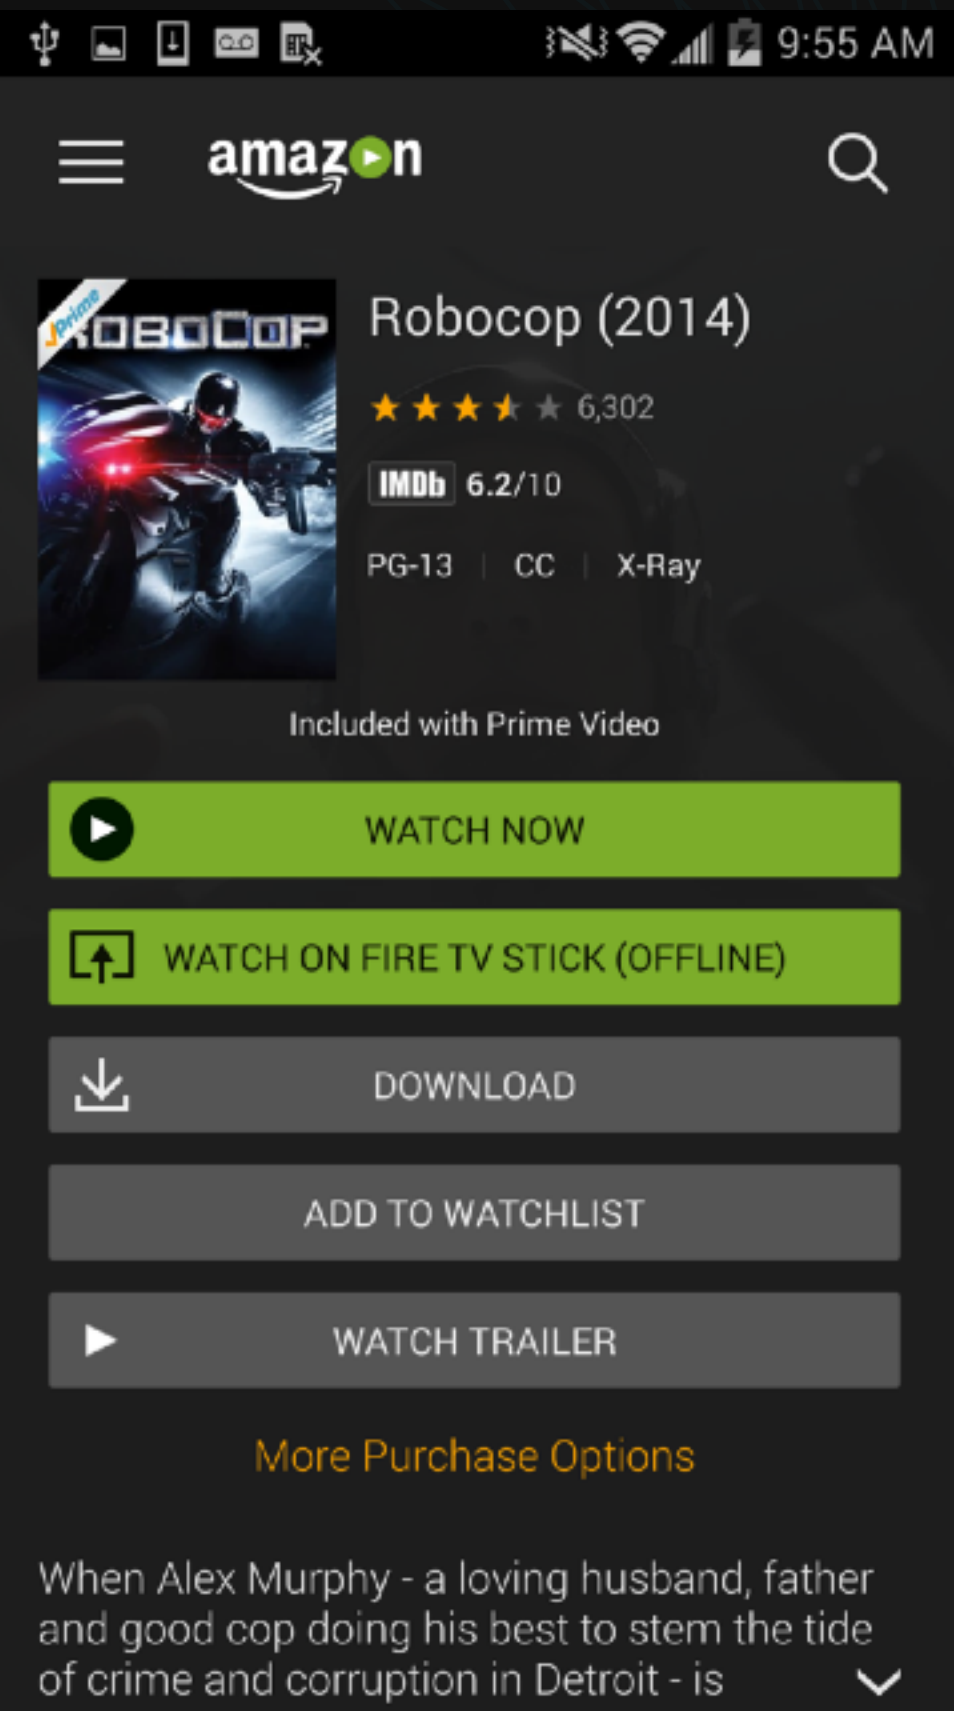 9:55 AM
amazon
Prime
ROBOCOP
Robocop (2014)
6,302
IMDb 6.2/10
PG-13 | CC | X-Ray
Included with Prime Video
WATCH NOW
WATCH ON FIRE TV STICK (OFFLINE)
DOWNLOAD
ADD TO WATCHLIST
WATCH TRAILER
More Purchase Options
When Alex Murphy - a loving husband, father
and good cop doing his best to stem the tide
of crime and corruption in Detroit - is